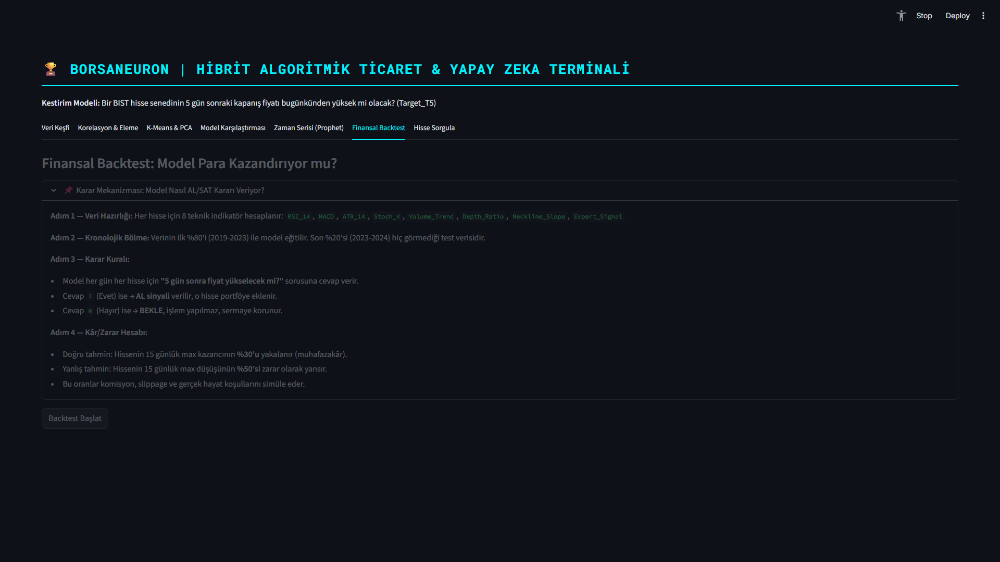 Stop
Deploy
BORSANEURON | HİBRİT ALGORİTMİK TİCARET & YAPAY ZEKA TERMİNALİ
Kestirim Modeli: Bir BIST hisse senedinin 5 gün sonraki kapanış fiyatı bugünkünden yüksek mi olacak? (Target_T5)
Veri Keşfi
Korelasyon & Eleme
K-Means & PCA
Model Karşılaştırması
Zaman Serisi (Prophet)
Finansal Backtest
Hisse Sorgula
Finansal Backtest: Model Para Kazandırıyor mu?
Karar Mekanizması: Model Nasıl AL/SAT Kararı Veriyor?
Adım 1 — Veri Hazırlığı: Her hisse için 8 teknik indikatör hesaplanır: RSI_14 , MACD , ATR_14 , Stoch_K , Volume_Trend , Depth_Ratio , Neckline_Slope , Expert_Signal
Adım 2 — Kronolojik Bölme: Verinin ilk %80'i (2019-2023) ile model eğitilir. Son %20'si (2023-2024) hiç görmediği test verisidir.
Adım 3 — Karar Kuralı:
• Model her gün her hisse için "5 gün sonra fiyat yükselecek mi?" sorusuna cevap verir.
• Cevap 1 (Evet) ise → AL sinyali verilir, o hisse portföye eklenir.
• Cevap 0 (Hayır) ise → BEKLE, işlem yapılmaz, sermaye korunur.
Adım 4 — Kâr/Zarar Hesabı:
• Doğru tahmin: Hissenin 15 günlük max kazancının %30'u yakalanır (muhafazakâr).
• Yanlış tahmin: Hissenin 15 günlük max düşüşünün %50'si zarar olarak yansır.
• Bu oranlar komisyon, slippage ve gerçek hayat koşullarını simüle eder.
Backtest Başlat